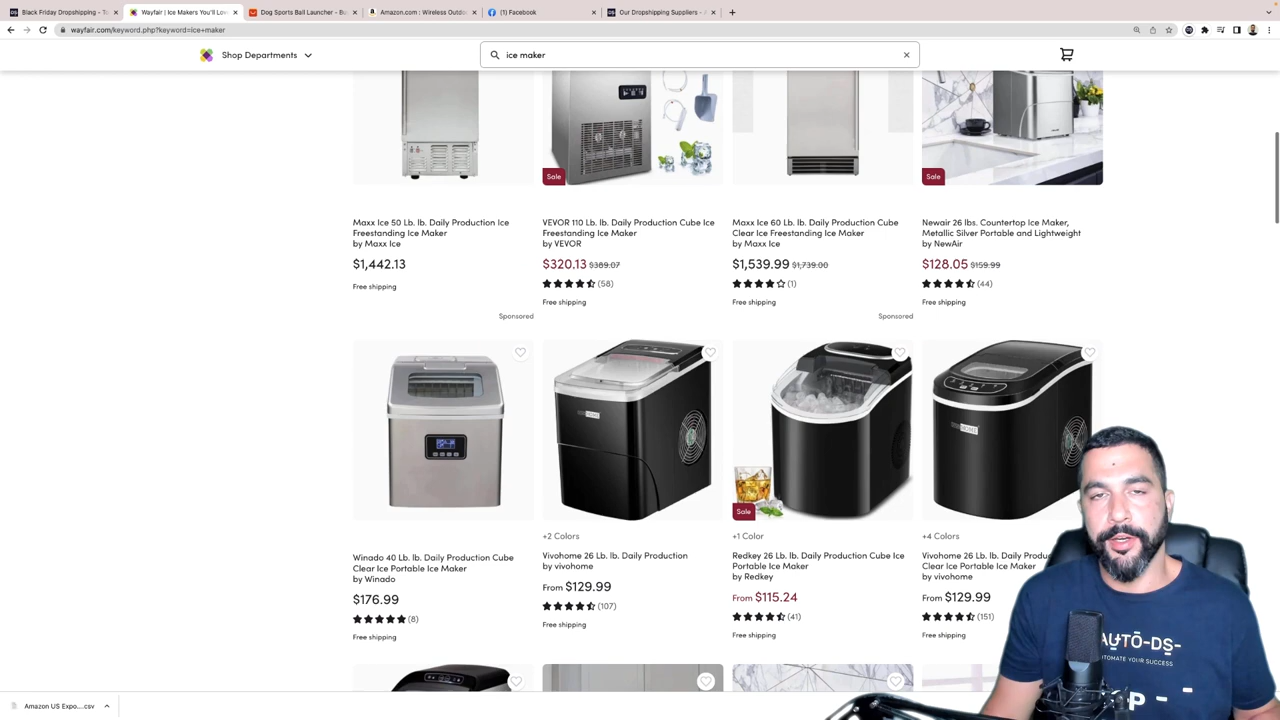 Black Friday Dropshipping - To
Wayfair | Ice Makers You'll Lov
Dog Sports Ball Launcher - Bu
Amazon.com : Wireless Outdo
(1) Facebook
Our Dropshipping Suppliers - A
wayfair.com/keyword.php?keyword=ice+maker
Shop Departments
ice maker
Sale
Sale
Maxx Ice 50 Lb. lb. Daily Production Ice
Freestanding Ice Maker
by Maxx Ice
$1,442.13
Free shipping
Sponsored
VEVOR 110 Lb. lb. Daily Production Cube Ice
Freestanding Ice Maker
by VEVOR
$320.13 $389.07
(58)
Free shipping
Maxx Ice 60 Lb. lb. Daily Production Cube
Clear Ice Freestanding Ice Maker
by Maxx Ice
$1,539.99 $1,739.00
(1)
Free shipping
Sponsored
Newair 26 lbs. Countertop Ice Maker,
Metallic Silver Portable and Lightweight
by NewAir
$128.05 $159.99
(44)
Free shipping
Winado 40 Lb. lb. Daily Production Cube
Clear Ice Portable Ice Maker
by Winado
$176.99
(8)
Free shipping
+2 Colors
Vivohome 26 Lb. lb. Daily Production
by vivohome
From $129.99
(107)
Free shipping
Sale
+1 Color
Redkey 26 Lb. lb. Daily Production Cube Ice
Portable Ice Maker
by Redkey
From $115.24
(41)
Free shipping
+4 Colors
Vivohome 26 Lb. lb. Daily Produc
Clear Ice Portable Ice Maker
by vivohome
From $129.99
(151)
Free shipping
AUTO-DS-
AUTOMATE YOUR SUCCESS
Amazon US Expo....csv